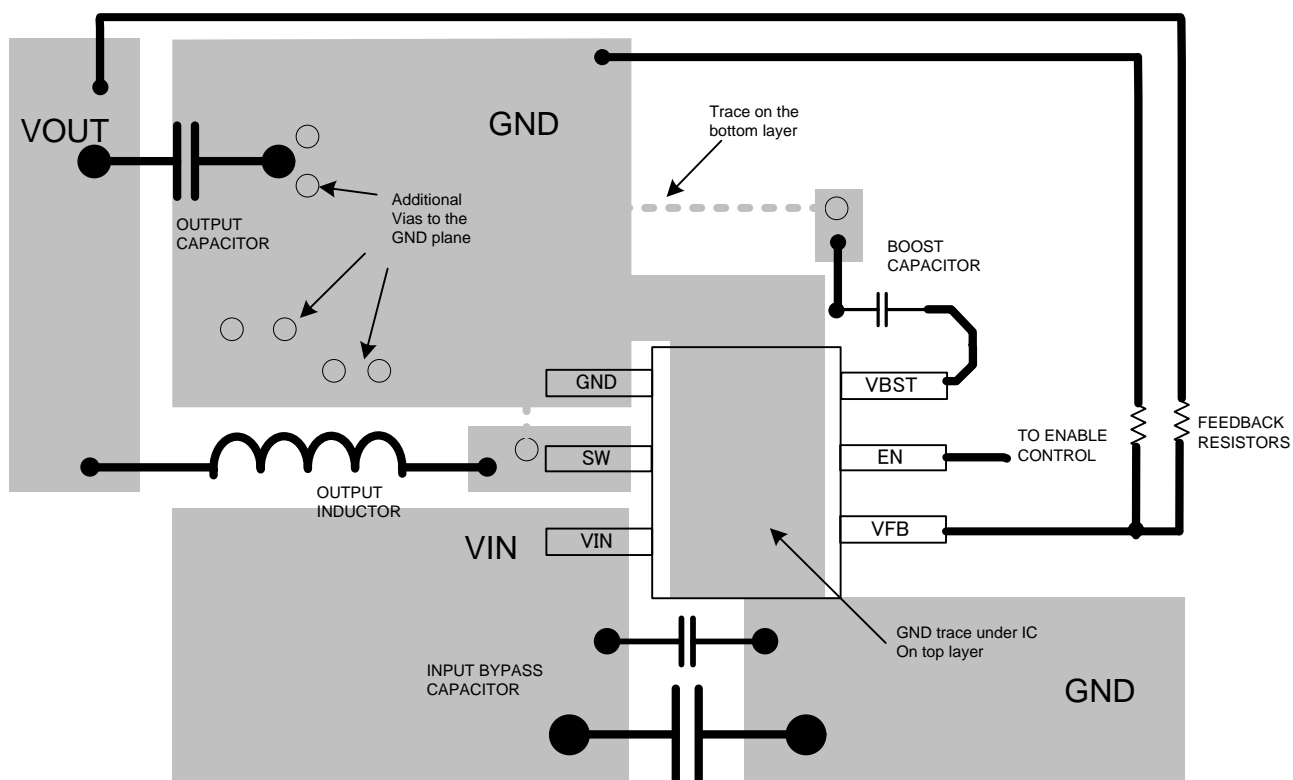 VOUT
GND
Trace on the
bottom layer
Additional
Vias to the
GND plane
OUTPUT
CAPACITOR
BOOST
CAPACITOR
GND
VBST
SW
EN
TO ENABLE
CONTROL
FEEDBACK
RESISTORS
OUTPUT
INDUCTOR
VIN
VIN
VFB
GND trace under IC
On top layer
INPUT BYPASS
CAPACITOR
GND